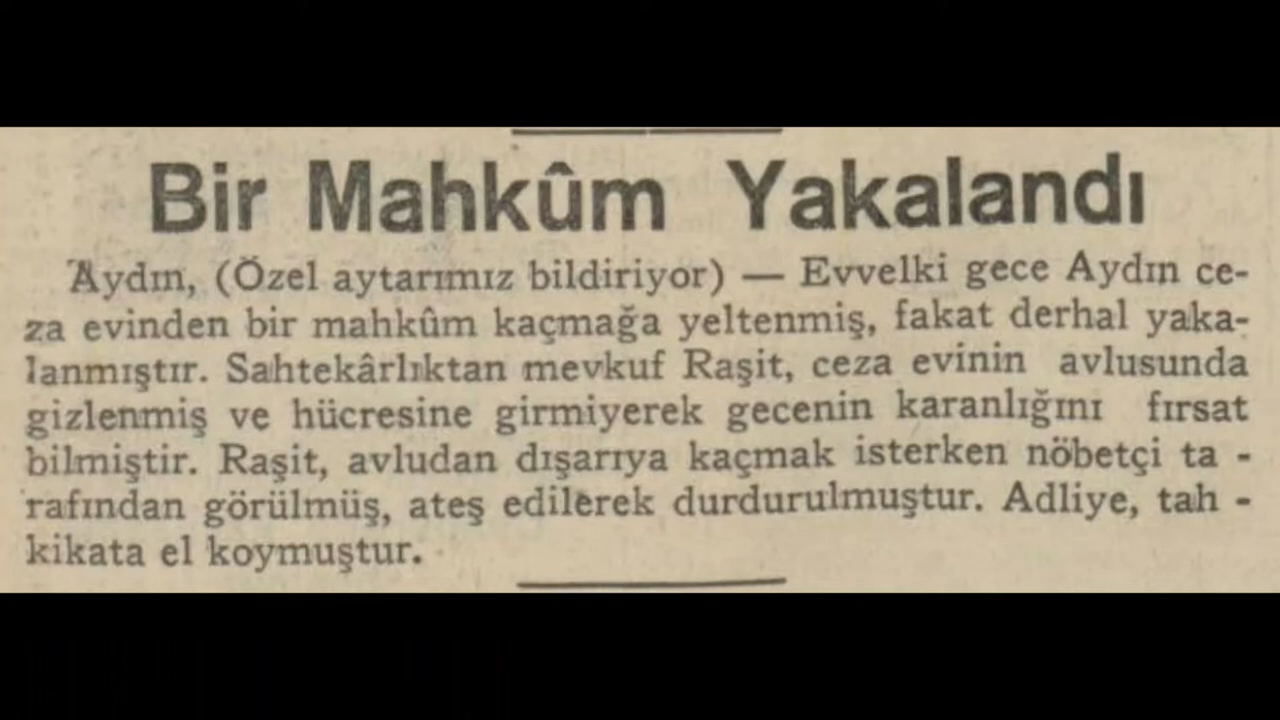 Bir Mahkûm Yakalandı
Aydın, (Özel aytarımız bildiriyor) — Evvelki gece Aydın ce-
za evinden bir mahkûm kaçmağa yeltenmiş, fakat derhal yaka-
lanmıştır. Sahtekârlıktan mevkuf Raşit, ceza evinin avlusunda
gizlenmiş ve hücresine girmiyerek gecenin karanlığını fırsat
bilmiştir. Raşit, avludan dışarıya kaçmak isterken nöbetçi ta -
rafından görülmüş, ateş edilerek durdurulmuştur. Adliye, tah -
kikata el koymuştur.